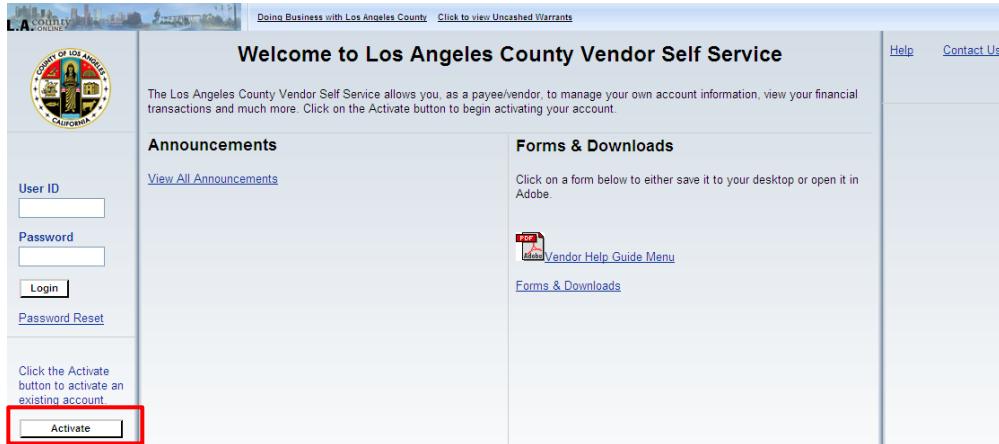 L.A.County
ONLINE
Doing Business with Los Angeles County Click to view Uncashed Warrants
COUNTY OF LOS ANGELES
CALIFORNIA
Welcome to Los Angeles County Vendor Self Service
Help Contact Us
The Los Angeles County Vendor Self Service allows you, as a payee/vendor, to manage your own account information, view your financial
transactions and much more. Click on the Activate button to begin activating your account.
Announcements
View All Announcements
Forms & Downloads
Click on a form below to either save it to your desktop or open it in
Adobe.
PDF
Adobe
Vendor Help Guide Menu
Forms & Downloads
User ID
Password
Login
Password Reset
Click the Activate
button to activate an
existing account.
Activate